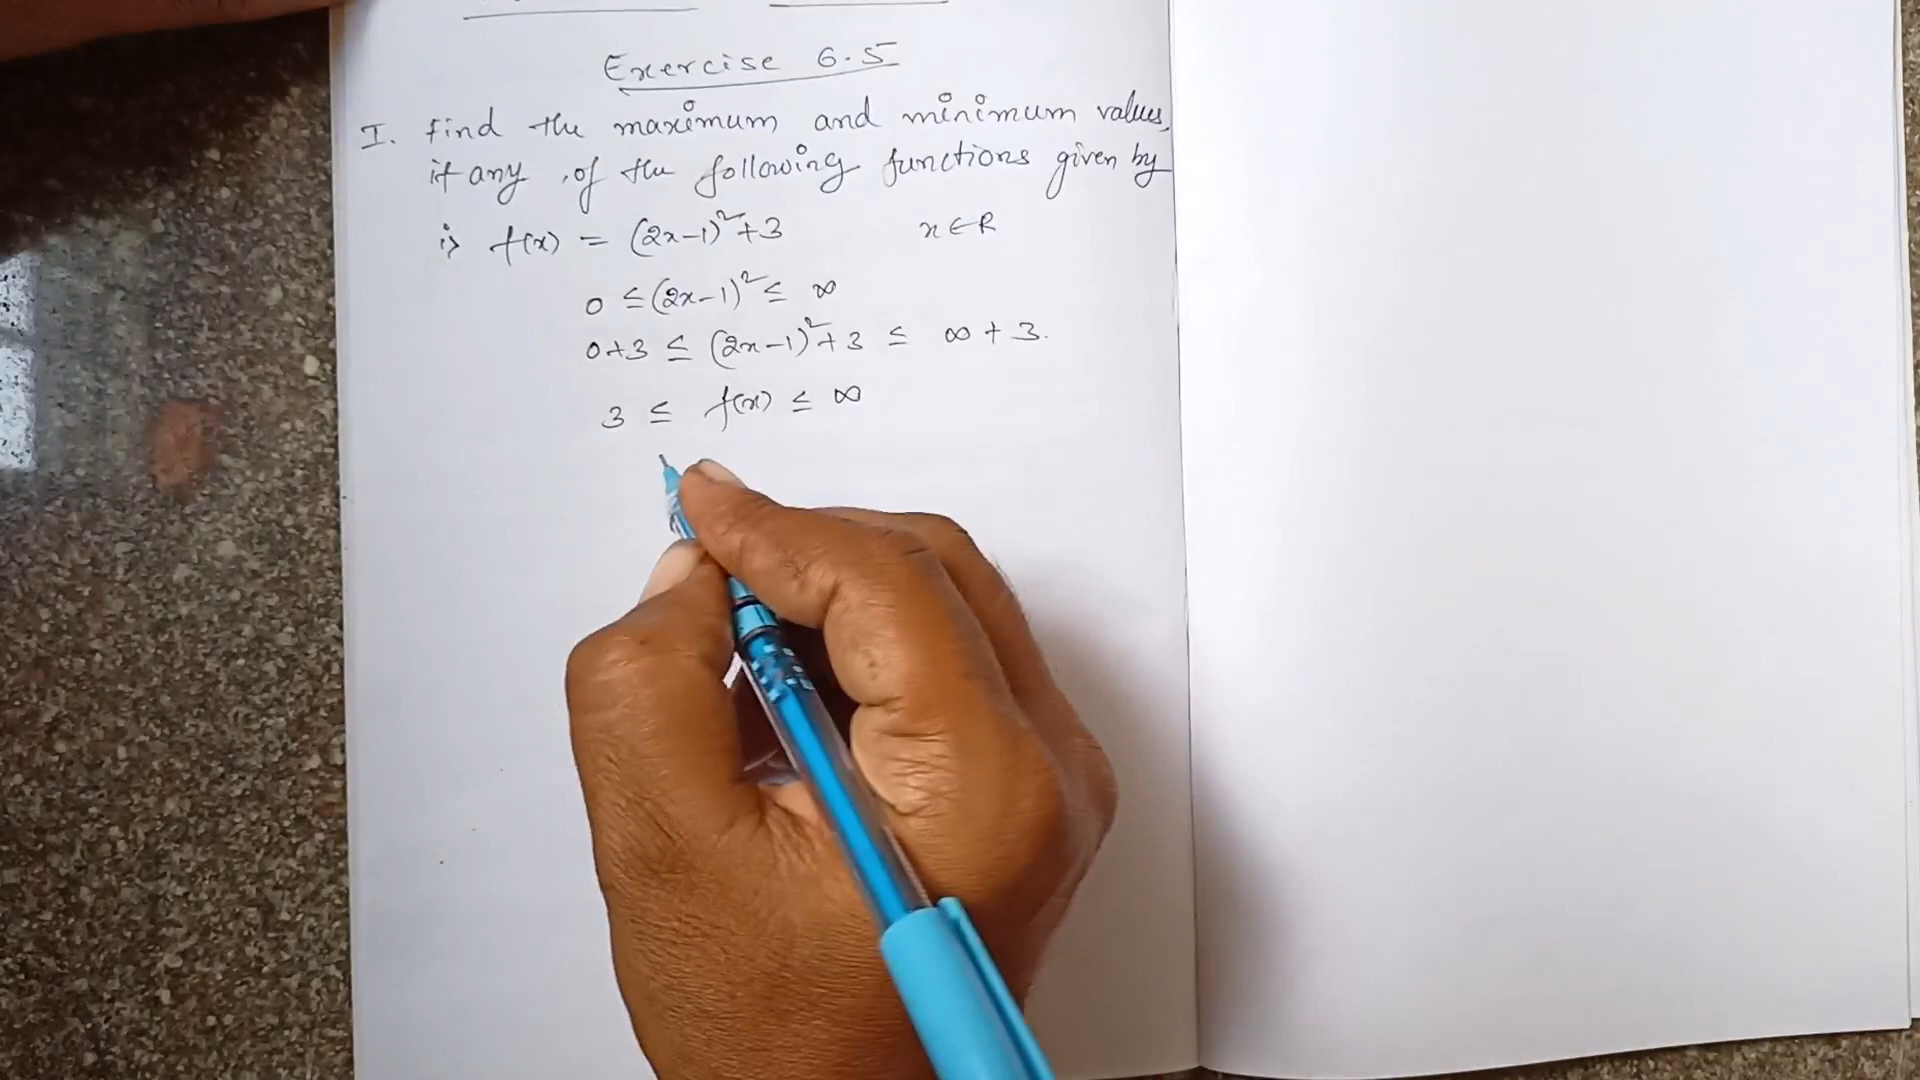 Exercise 6.5
I. find the maximum and minimum values,
if any, of the following functions given by
i> f(x) = (2x-1)²+3 x∈R
0 ≤ (2x-1)² ≤ ∞
0+3 ≤ (2x-1)²+3 ≤ ∞ + 3.
3 ≤ f(x) ≤ ∞